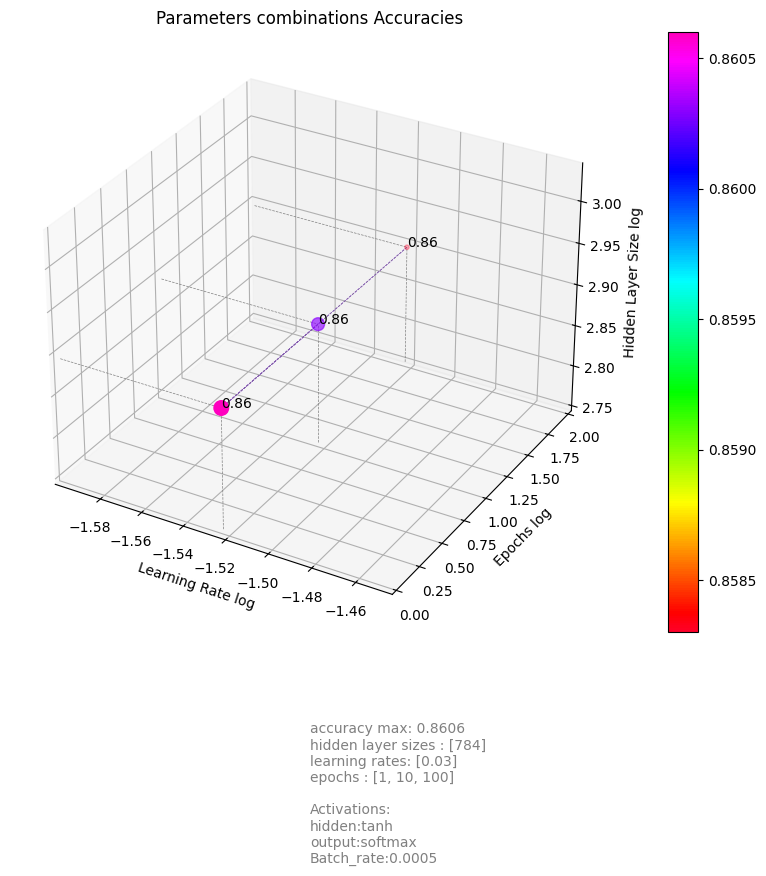 Parameters combinations Accuracies
0.8605
0.8600
0.8595
0.8590
0.8585
3.00
2.95
2.90
2.85
2.80
2.75
Hidden Layer Size log
0.86
0.86
0.86
2.00
1.75
1.50
1.25
1.00
0.75
0.50
0.25
0.00
Epochs log
−1.58
−1.56
−1.54
−1.52
−1.50
−1.48
−1.46
Learning Rate log
accuracy max: 0.8606
hidden layer sizes : [784]
learning rates: [0.03]
epochs : [1, 10, 100]
Activations:
hidden:tanh
output:softmax
Batch_rate:0.0005